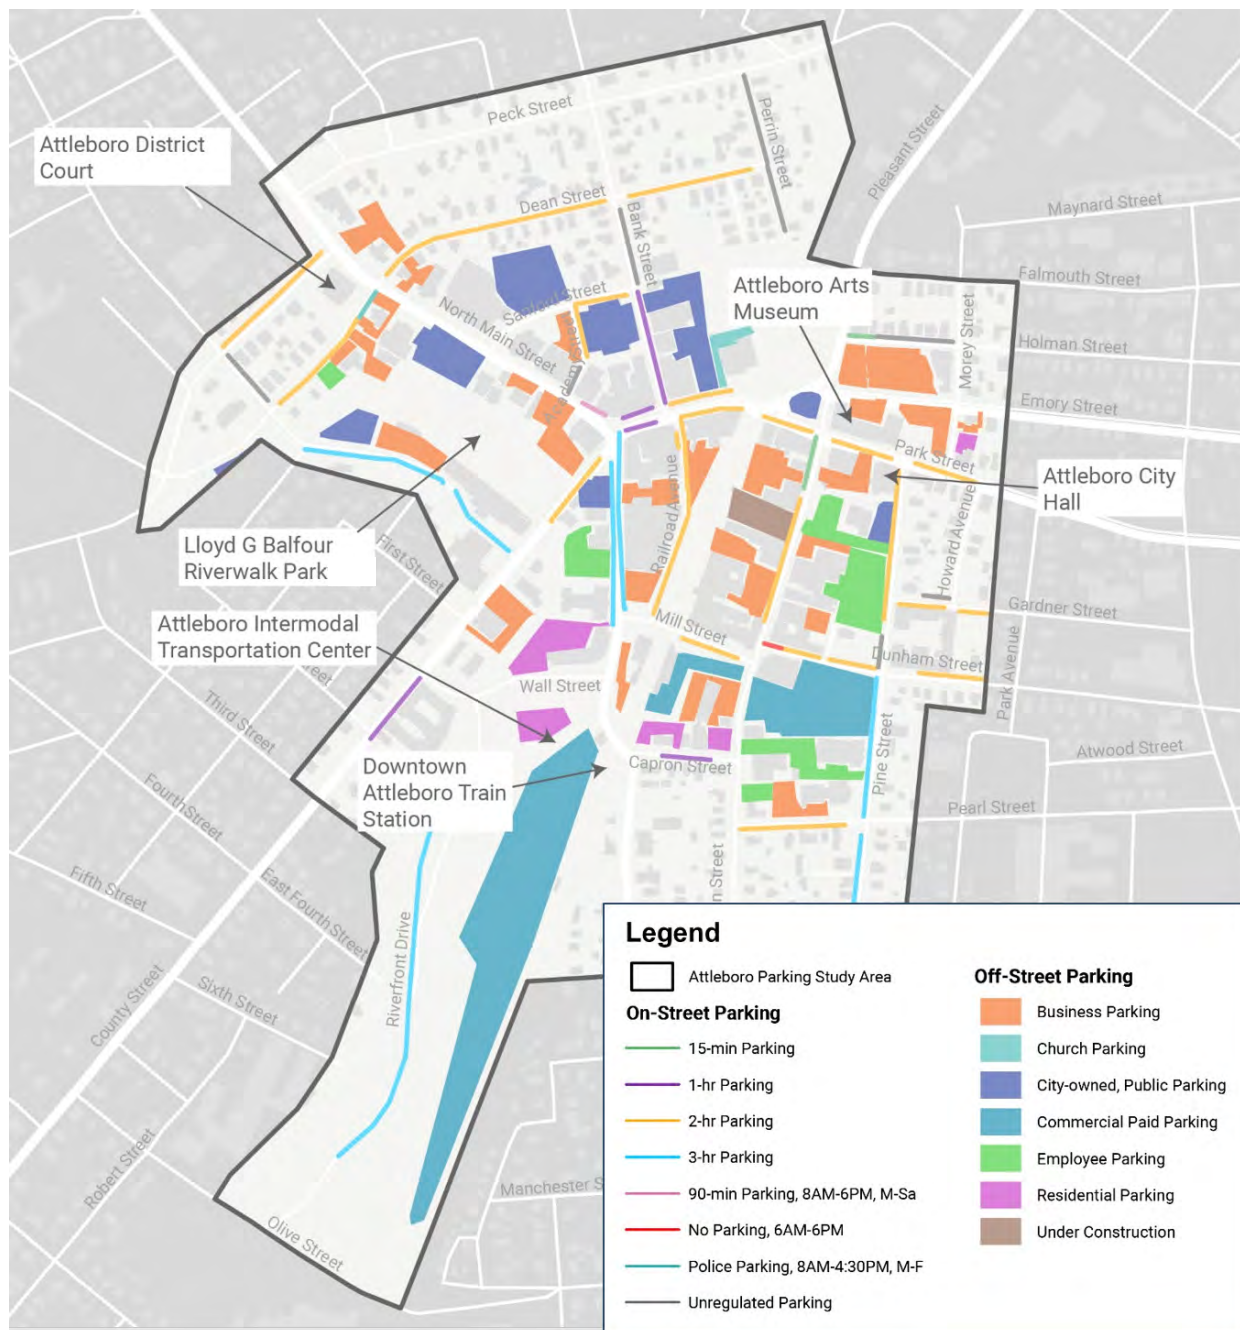 Peck Street
Perrin Street
Pleasant Street
Attleboro District
Court
Dean Street
Bank Street
Maynard Street
Falmouth Street
Attleboro Arts
Museum
Sanford Street
North Main Street
Academy
Morey Street
Holman Street
Emory Street
Park Street
Attleboro City
Hall
Railroad Avenue
Howard Avenue
Lloyd G Balfour
Riverwalk Park
First Street
Gardner Street
Attleboro Intermodal
Transportation Center
Mill Street
Dunham Street
Street
Wall Street
Park Avenue
Third Street
Pine Street
Atwood Street
Downtown
Attleboro Train
Station
Capron Street
Fourth Street
Pearl Street
Fifth Street
East Fourth Street
n Street
Riverfront Drive
Sixth Street
County Street
Robert Street
Manchester S
Olive Street
Legend
Attleboro Parking Study Area
On-Street Parking
15-min Parking
1-hr Parking
2-hr Parking
3-hr Parking
90-min Parking, 8AM-6PM, M-Sa
No Parking, 6AM-6PM
Police Parking, 8AM-4:30PM, M-F
Unregulated Parking
Off-Street Parking
Business Parking
Church Parking
City-owned, Public Parking
Commercial Paid Parking
Employee Parking
Residential Parking
Under Construction